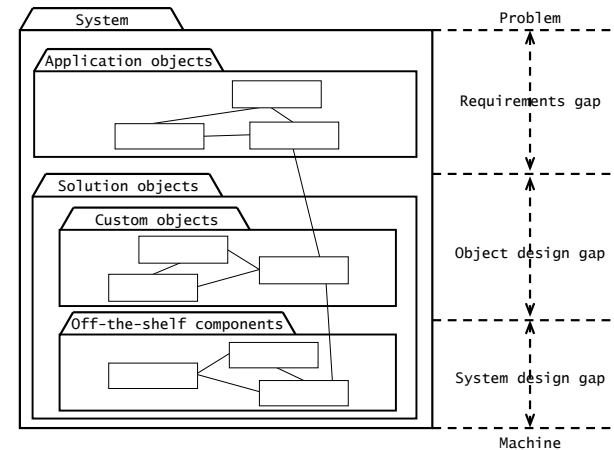 System
Problem
Application objects
Requirements gap
Solution objects
Custom objects
Object design gap
Off-the-shelf components
System design gap
Machine